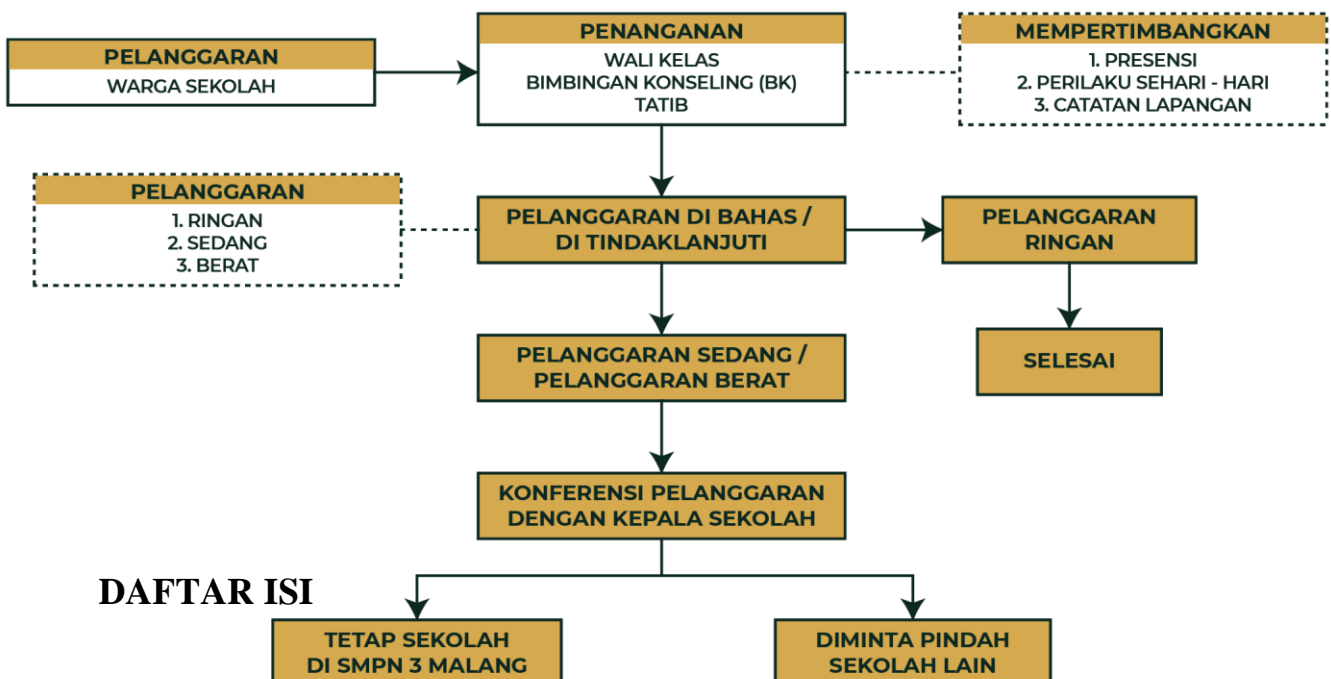 PELANGGARAN
WARGA SEKOLAH
PENANGANAN
WALI KELAS
BIMBINGAN KONSELING (BK)
TATIB
MEMPERTIMBANGKAN
1. PRESENSI
2. PERILAKU SEHARI - HARI
3. CATATAN LAPANGAN
PELANGGARAN
1. RINGAN
2. SEDANG
3. BERAT
PELANGGARAN DI BAHAS /
DI TINDAKLANJUTI
PELANGGARAN
RINGAN
PELANGGARAN SEDANG /
PELANGGARAN BERAT
SELESAI
KONFERENSI PELANGGARAN
DENGAN KEPALA SEKOLAH
DAFTAR ISI
TETAP SEKOLAH
DI SMPN 3 MALANG
DIMINTA PINDAH
SEKOLAH LAIN